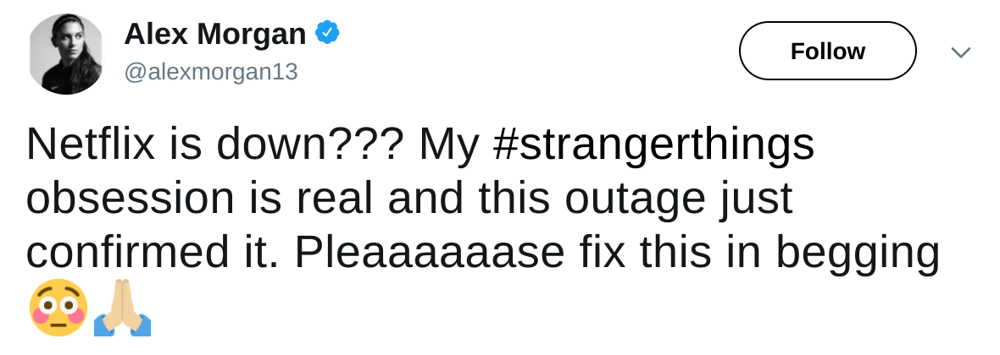 Alex Morgan
@alexmorgan13
Follow
Netflix is down??? My #strangerthings
obsession is real and this outage just
confirmed it. Pleaaaaaaase fix this in begging
😳🙏🏼